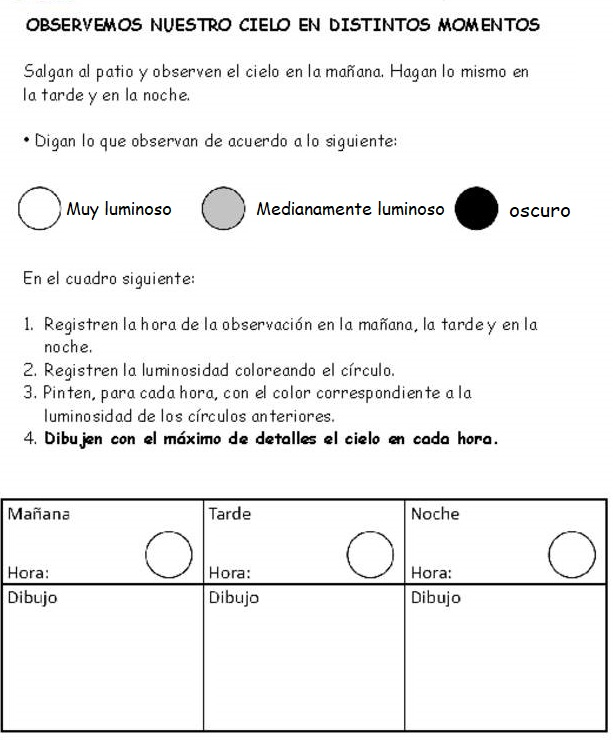 OBSERVEMOS NUESTRO CIELO EN DISTINTOS MOMENTOS
Salgan al patio y observen el cielo en la mañana. Hagan lo mismo en
la tarde y en la noche.
• Digan lo que observan de acuerdo a lo siguiente:
Muy luminoso Medianamente luminoso oscuro
En el cuadro siguiente:
1. Registren la hora de la observación en la mañana, la tarde y en la
noche.
2. Registren la luminosidad coloreando el círculo.
3. Pinten, para cada hora, con el color correspondiente a la
luminosidad de los círculos anteriores.
4. Dibujen con el máximo de detalles el cielo en cada hora.
Mañana Tarde Noche
Hora: Hora: Hora:
Dibujo Dibujo Dibujo